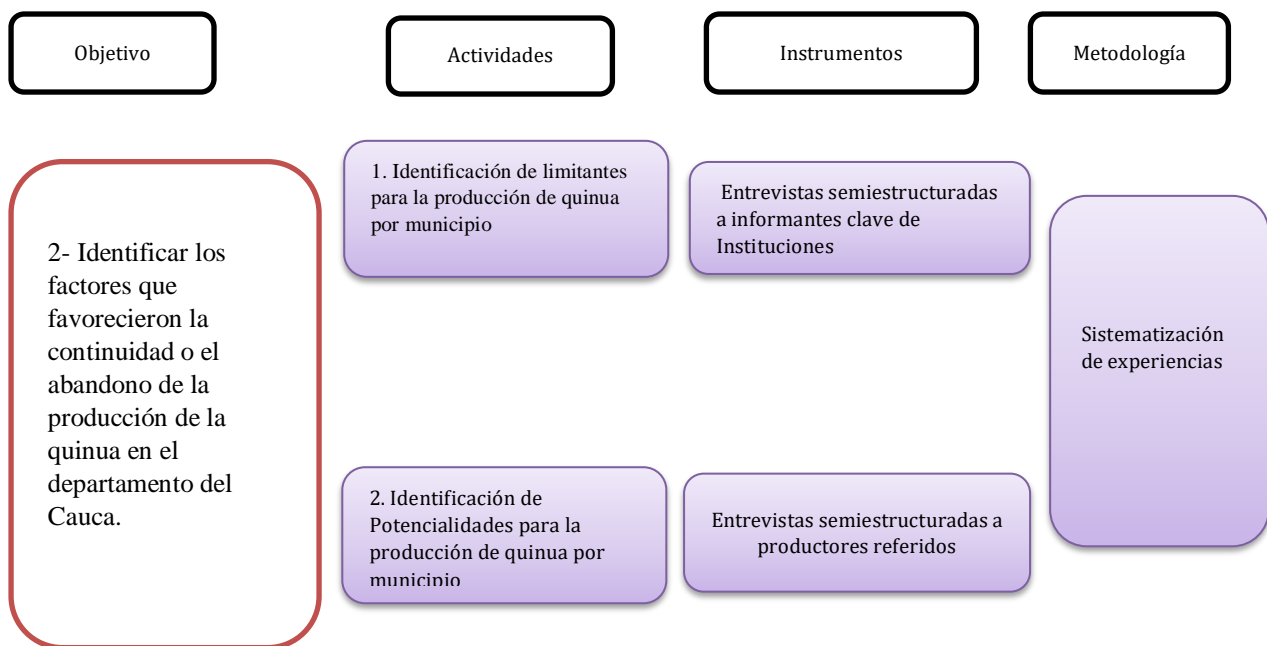 Objetivo
Actividades
Instrumentos
Metodología
2- Identificar los
factores que
favorecieron la
continuidad o el
abandono de la
producción de la
quinua en el
departamento del
Cauca.
1. Identificación de limitantes
para la producción de quinua
por municipio
Entrevistas semiestructuradas
a informantes clave de
Instituciones
Sistematización
de experiencias
2. Identificación de
Potencialidades para la
producción de quinua por
municipio
Entrevistas semiestructuradas a
productores referidos